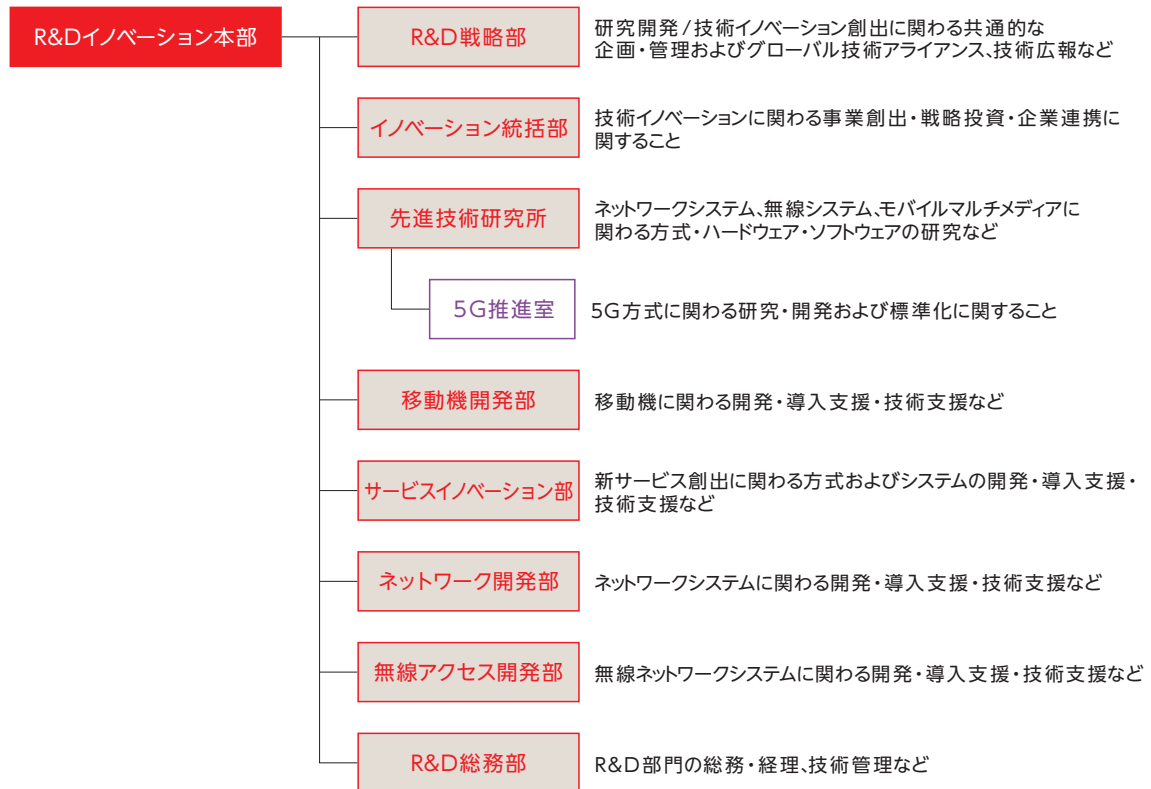 R&Dイノベーション本部
R&D戦略部
研究開発/技術イノベーション創出に関わる共通的な
企画・管理およびグローバル技術アライアンス、技術広報など
イノベーション統括部
技術イノベーションに関わる事業創出・戦略投資・企業連携に
関すること
先進技術研究所
ネットワークシステム、無線システム、モバイルマルチメディアに
関わる方式・ハードウェア・ソフトウェアの研究など
5G推進室
5G方式に関わる研究・開発および標準化に関すること
移動機開発部
移動機に関わる開発・導入支援・技術支援など
サービスイノベーション部
新サービス創出に関わる方式およびシステムの開発・導入支援・
技術支援など
ネットワーク開発部
ネットワークシステムに関わる開発・導入支援・技術支援など
無線アクセス開発部
無線ネットワークシステムに関わる開発・導入支援・技術支援など
R&D総務部
R&D部門の総務・経理、技術管理など